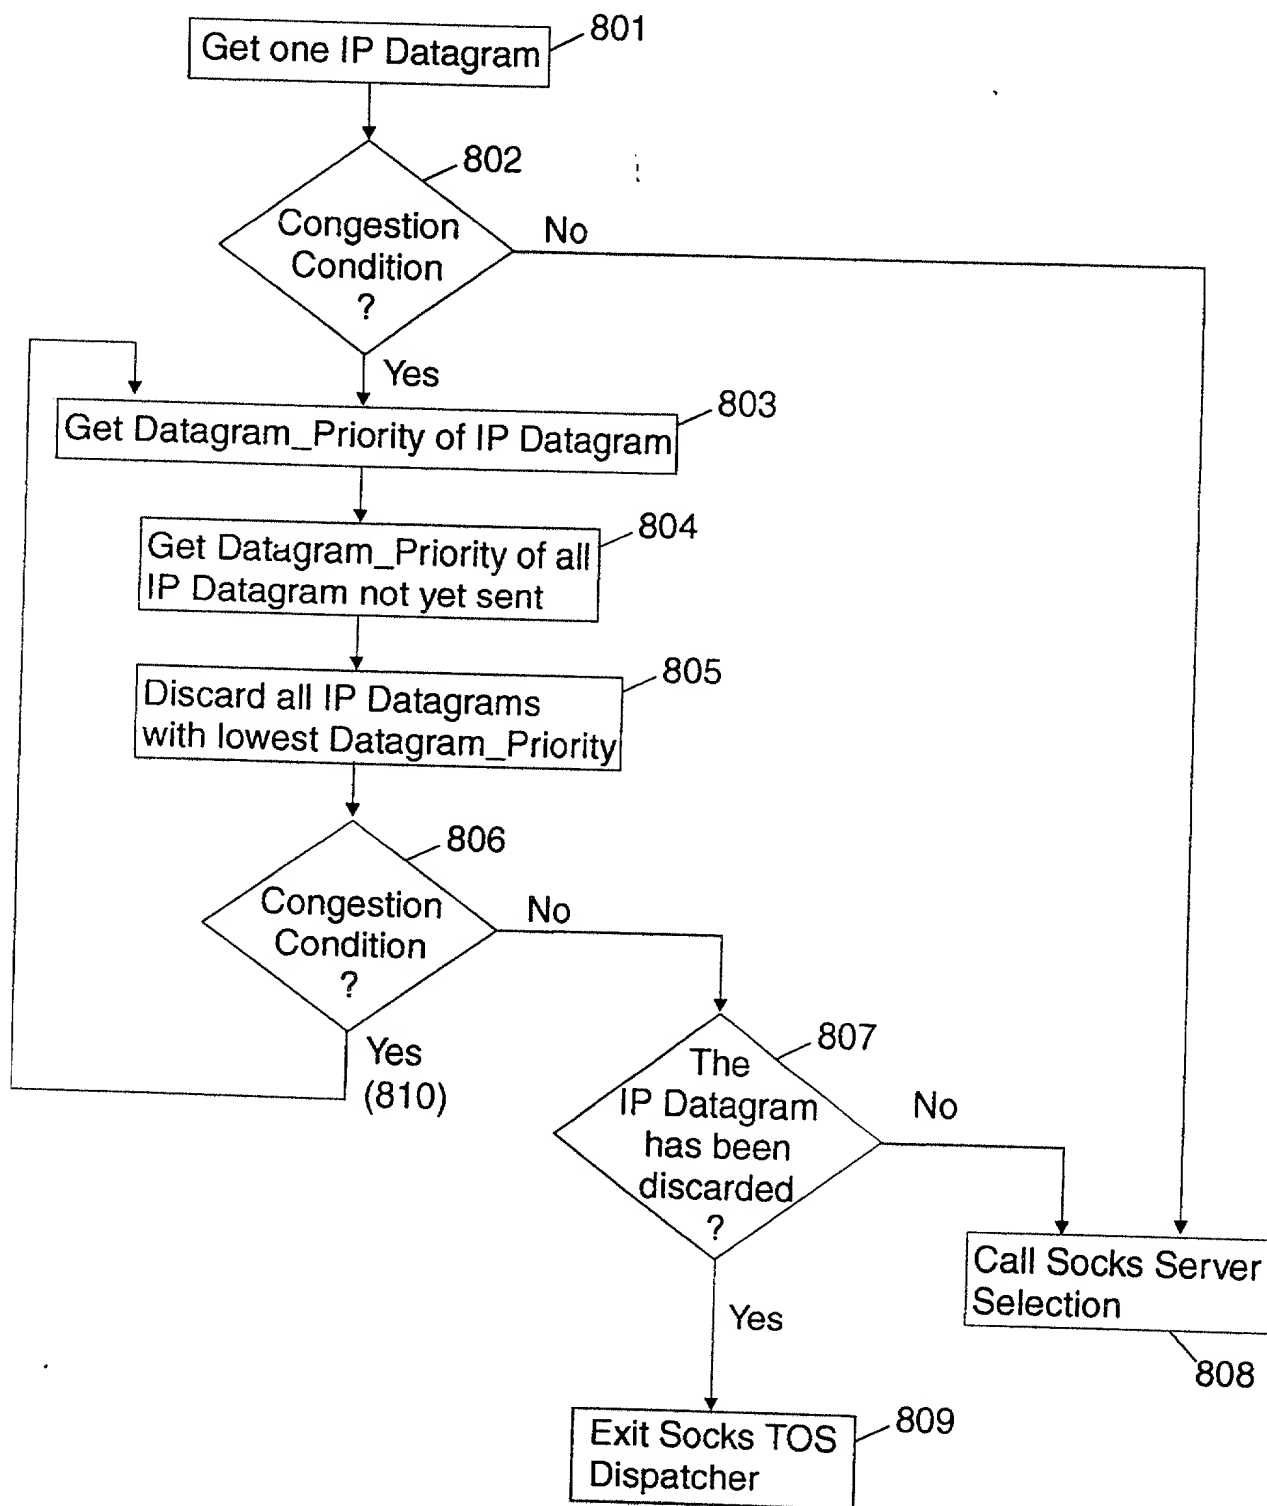 Get one IP Datagram
801
802
Congestion
Condition
?
No
Yes
803
Get Datagram_Priority of IP Datagram
804
Get Datagram_Priority of all
IP Datagram not yet sent
805
Discard all IP Datagrams
with lowest Datagram_Priority
806
Congestion
Condition
?
No
Yes
(810)
807
The
IP Datagram
has been
discarded
?
No
Yes
Call Socks Server
Selection
808
809
Exit Socks TOS
Dispatcher